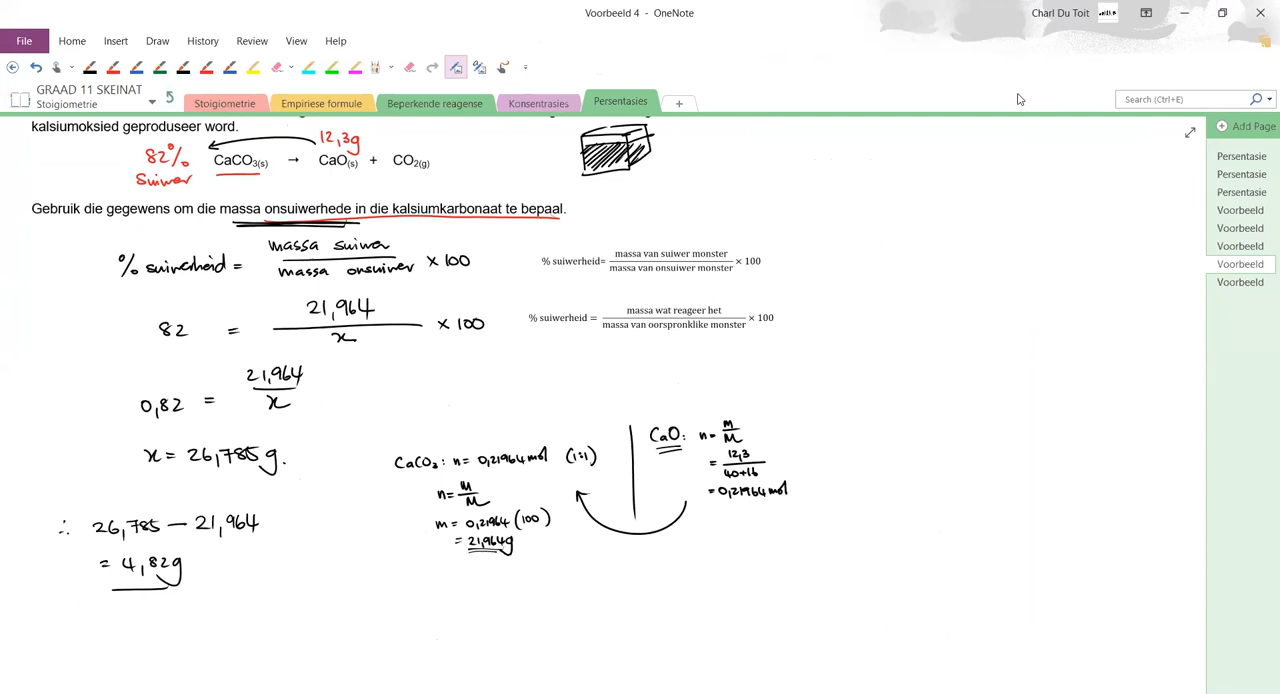 Voorbeeld 4 - OneNote
Charl Du Toit
File Home Insert Draw History Review View Help
GRAAD 11 SKEINAT
Stoigiometrie
Stoigiometrie Empiriese formule Beperkende reagense Konsentrasies Persentasies +
Search (Ctrl+E)
Add Page
Persentasie
Persentasie
Persentasie
Voorbeeld
Voorbeeld
Voorbeeld
Voorbeeld
Voorbeeld
kalsiumoksied geproduseer word.
12,3g
82% CaCO3(s) → CaO(s) + CO2(g)
suiwer
Gebruik die gegewens om die massa onsuiwerhede in die kalsiumkarbonaat te bepaal.
% suiwerheid = massa suiwer / massa onsuiwer × 100
% suiwerheid= massa van suiwer monster / massa van onsuiwer monster × 100
82 = 21,964 / x × 100
% suiwerheid = massa wat reageer het / massa van oorspronklike monster × 100
0,82 = 21,964 / x
x = 26,785g.
CaCO3: n = 0,21964 mol (1:1)
n = m / M
m = 0,21964 (100)
= 21,964g
CaO: n = m / M
= 12,3 / 40+16
= 0,21964 mol
∴ 26,785 – 21,964
= 4,82g